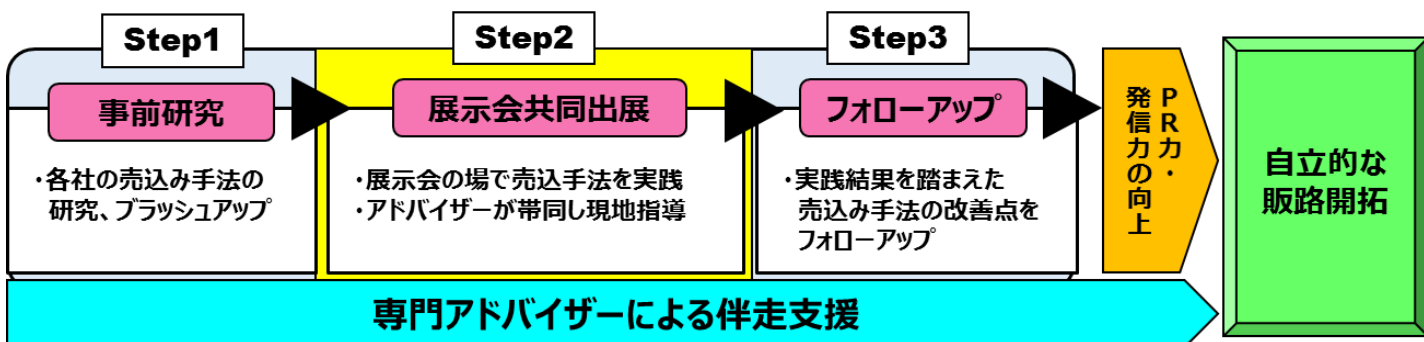 Step1
事前研究
・各社の売込み手法の
研究、ブラッシュアップ
Step2
展示会共同出展
・展示会の場で売込手法を実践
・アドバイザーが帯同し現地指導
Step3
フォローアップ
・実践結果を踏まえた
売込み手法の改善点を
フォローアップ
PR力・
発信力の向上
自立的な
販路開拓
専門アドバイザーによる伴走支援